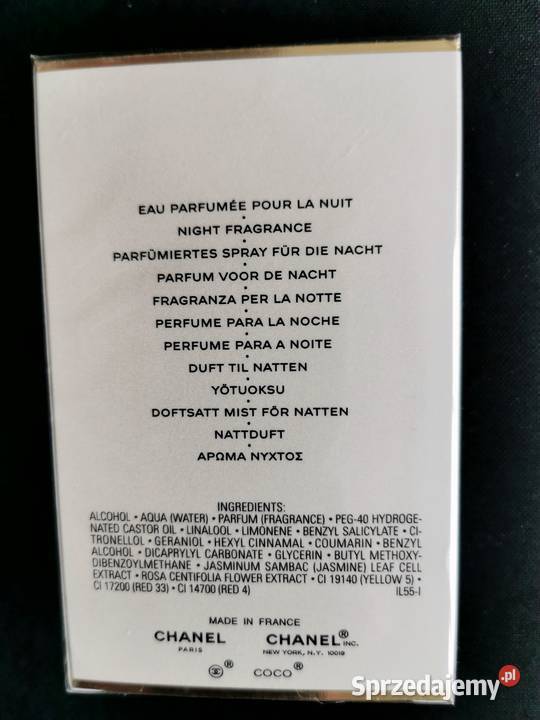 EAU PARFUMÉE POUR LA NUIT
•
NIGHT FRAGRANCE
•
PARFÜMIERTES SPRAY FÜR DIE NACHT
•
PARFUM VOOR DE NACHT
•
FRAGRANZA PER LA NOTTE
•
PERFUME PARA LA NOCHE
•
PERFUME PARA A NOITE
•
DUFT TIL NATTEN
•
YÖTUOKSU
•
DOFTSATT MIST FÖR NATTEN
•
NATTDUFT
•
ΑΡΩΜΑ ΝΥΧΤΟΣ
INGREDIENTS:
ALCOHOL • AQUA (WATER) • PARFUM (FRAGRANCE) • PEG-40 HYDROGE-
NATED CASTOR OIL • LINALOOL • LIMONENE • BENZYL SALICYLATE • CI-
TRONELLOL • GERANIOL • HEXYL CINNAMAL • COUMARIN • BENZYL
ALCOHOL • DICAPRYLYL CARBONATE • GLYCERIN • BUTYL METHOXY-
DIBENZOYLMETHANE • JASMINUM SAMBAC (JASMINE) LEAF CELL
EXTRACT • ROSA CENTIFOLIA FLOWER EXTRACT • CI 19140 (YELLOW 5) •
CI 17200 (RED 33) • CI 14700 (RED 4) IL55-I
MADE IN FRANCE
CHANEL CHANEL® INC.
PARIS NEW YORK, N.Y. 10019
® COCO®
Sprzedajemy.pl